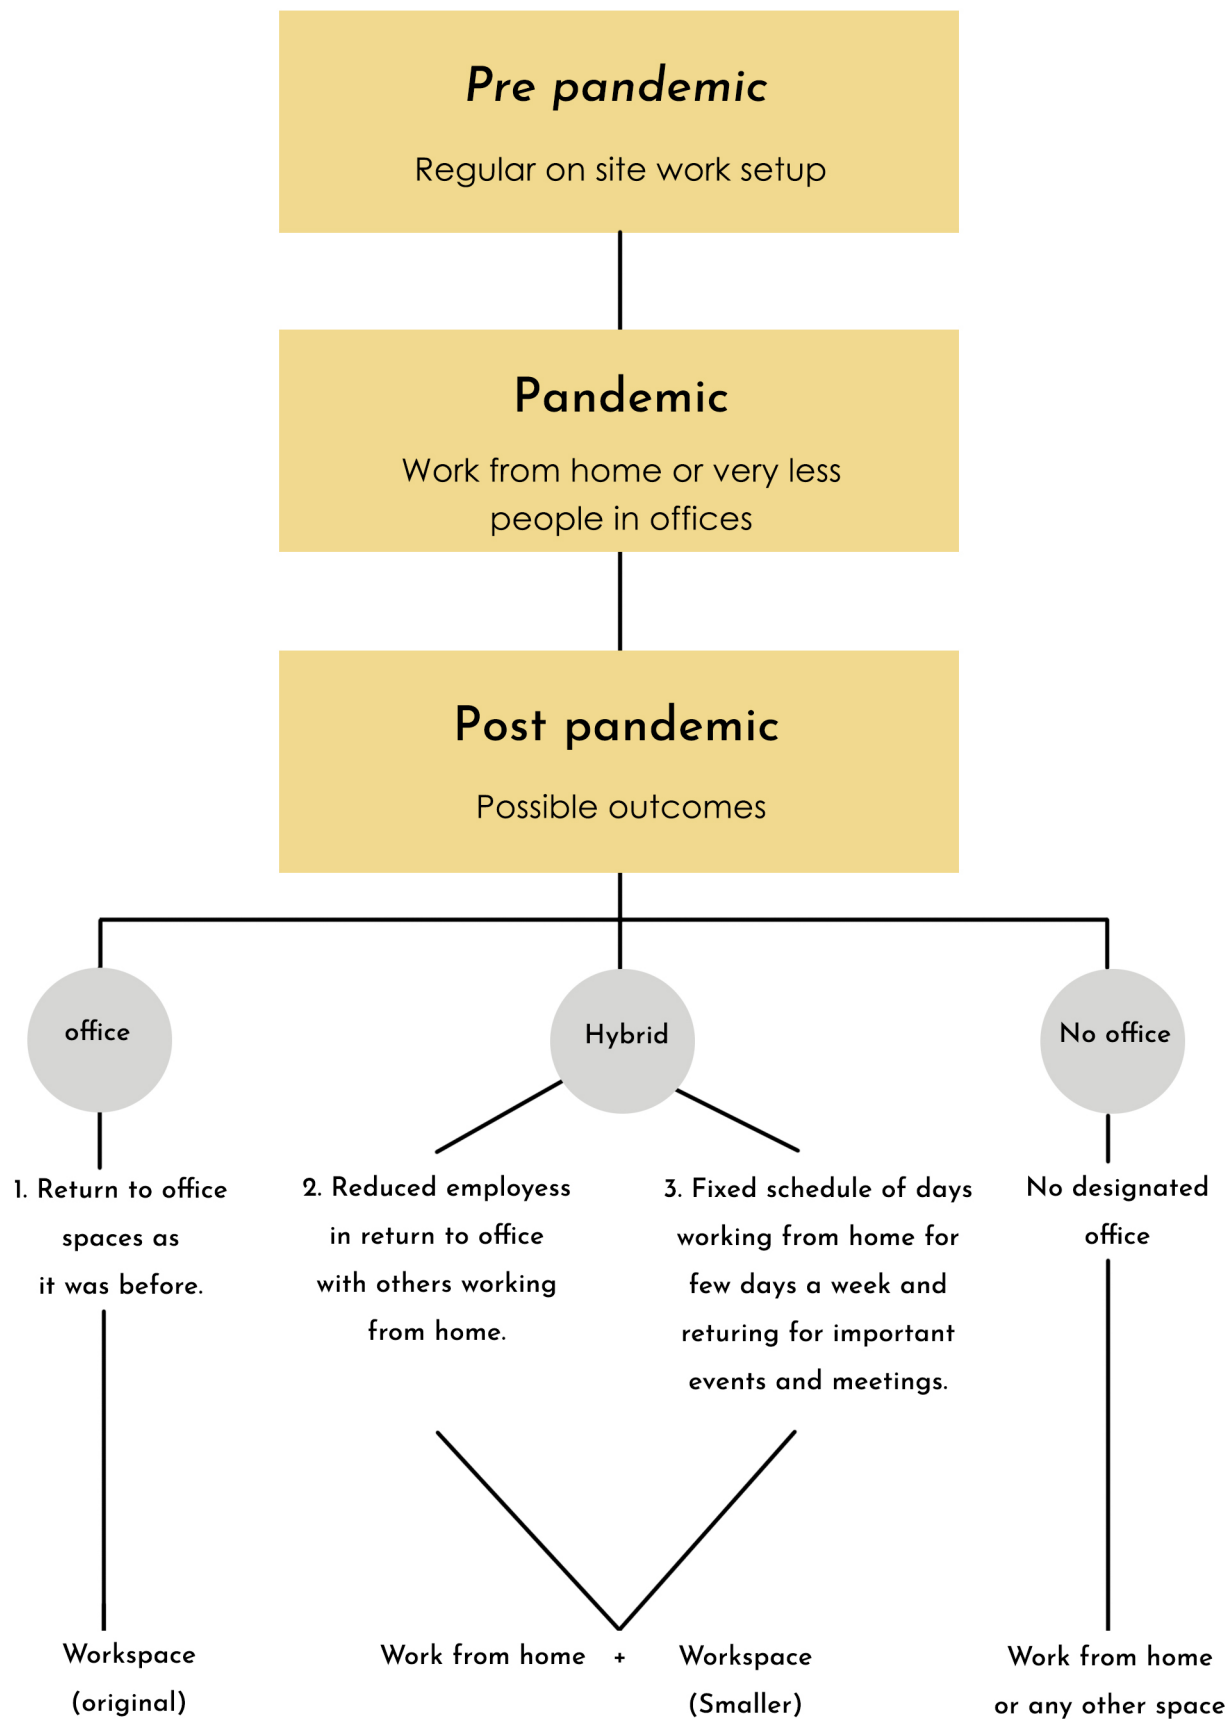 Pre pandemic
Regular on site work setup
Pandemic
Work from home or very less
people in offices
Post pandemic
Possible outcomes
office
Hybrid
No office
1. Return to office
spaces as
it was before.
2. Reduced employess
in return to office
with others working
from home.
3. Fixed schedule of days
working from home for
few days a week and
returing for important
events and meetings.
No designated
office
Workspace
(original)
Work from home + Workspace
(Smaller)
Work from home
or any other space